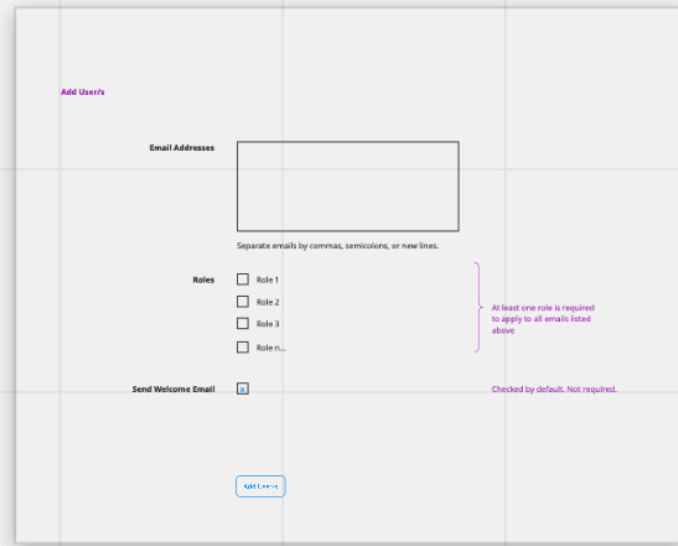 Add User/s
Email Addresses
Separate emails by commas, semicolons, or new lines.
Roles
Role 1
Role 2
Role 3
Role n...
At least one role is required
to apply to all emails listed
above
Send Welcome Email
x
Checked by default. Not required.
Add